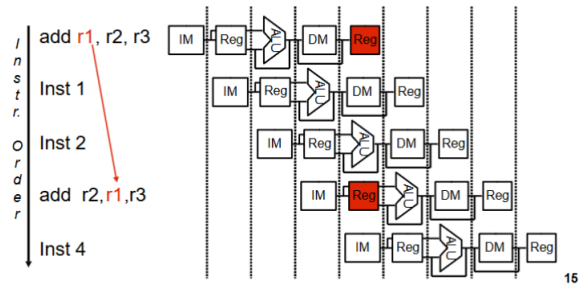 Instr. Order
add r1, r2, r3
IM Reg ALU DM Reg
Inst 1
IM Reg ALU DM Reg
Inst 2
IM Reg ALU DM Reg
add r2,r1,r3
IM Reg ALU DM Reg
Inst 4
IM Reg ALU DM Reg
15